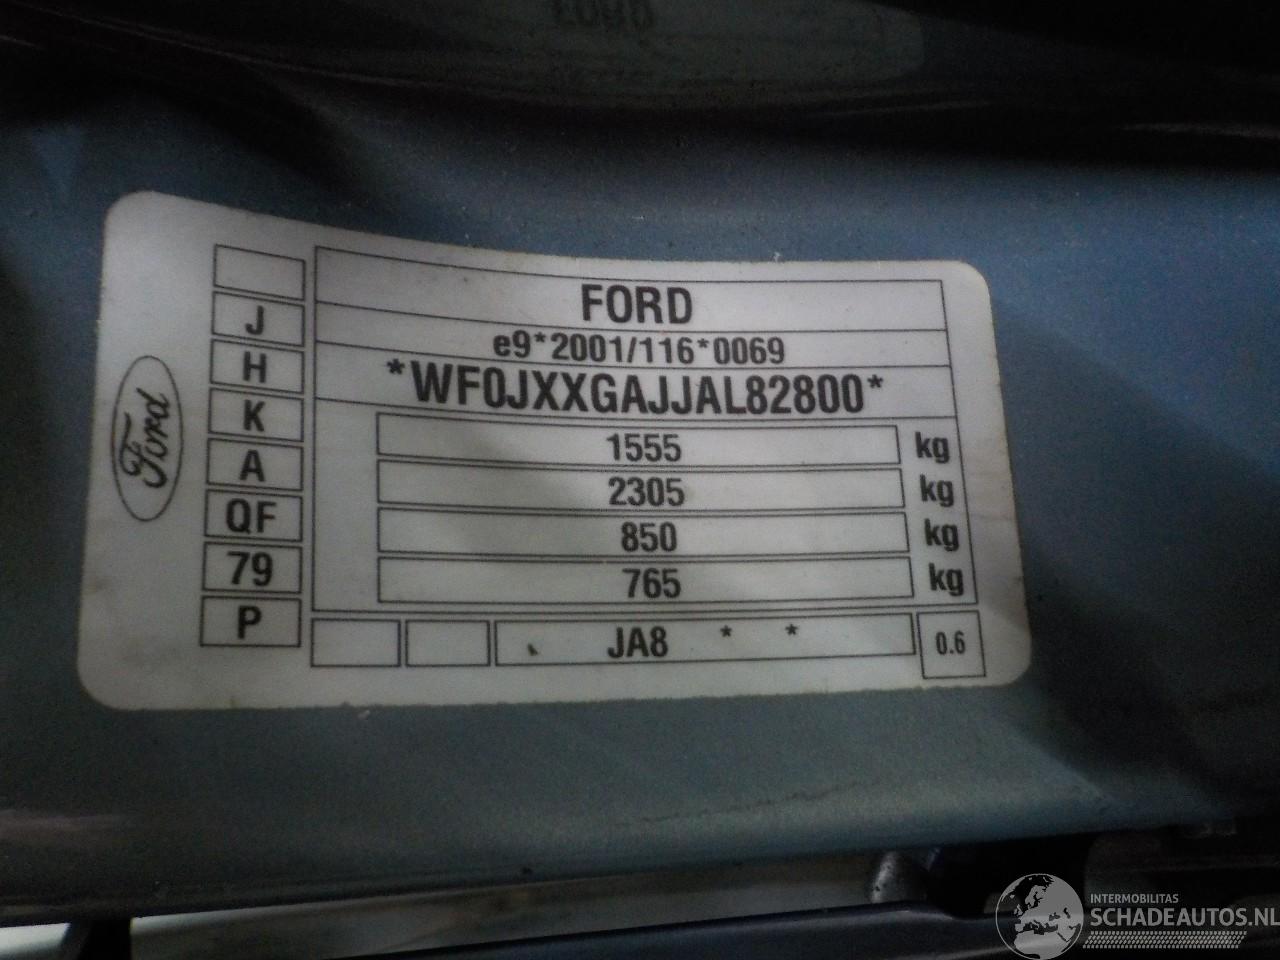 FORD
J
H
K
A
QF
79
P
Ford
FORD
e9*2001/116*0069
*WF0JXXGAJJAL82800*
1555 kg
2305 kg
850 kg
765 kg
JA8 * *
0.6
INTERMOBILITAS
SCHADEAUTOS.NL